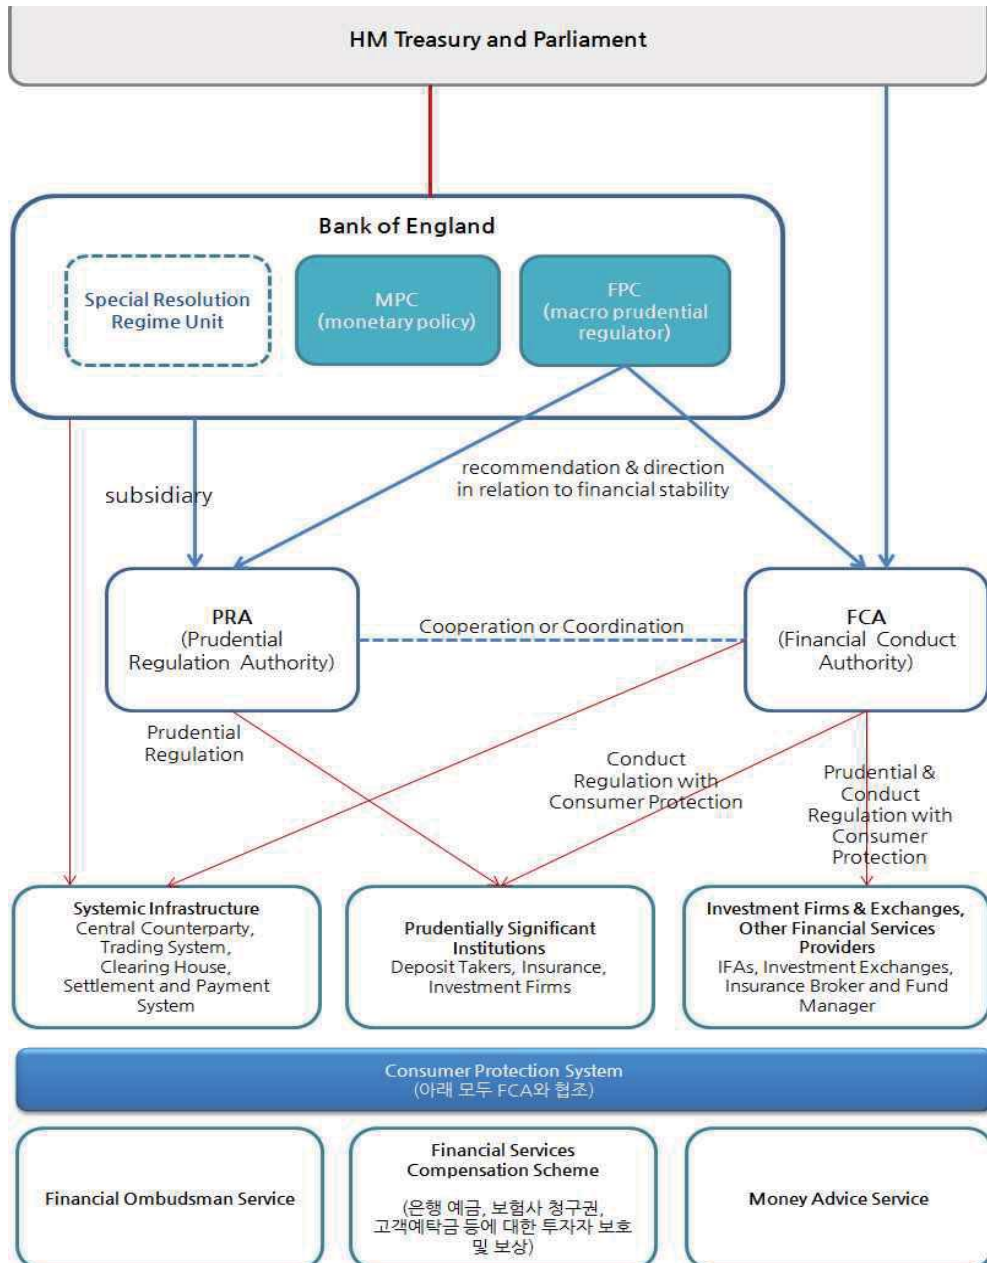 HM Treasury and Parliament
Bank of England
Special Resolution
Regime Unit
MPC
(monetary policy)
FPC
(macro prudential
regulator)
subsidiary
recommendation & direction
in relation to financial stability
PRA
(Prudential
Regulation Authority)
Cooperation or Coordination
FCA
(Financial Conduct
Authority)
Prudential
Regulation
Conduct
Regulation with
Consumer Protection
Prudential &
Conduct
Regulation with
Consumer
Protection
Systemic Infrastructure
Central Counterparty,
Trading System,
Clearing House,
Settlement and Payment
System
Prudentially Significant
Institutions
Deposit Takers, Insurance,
Investment Firms
Investment Firms & Exchanges,
Other Financial Services
Providers
IFAs, Investment Exchanges,
Insurance Broker and Fund
Manager
Consumer Protection System
(아래 모두 FCA와 협조)
Financial Ombudsman Service
Financial Services
Compensation Scheme
(은행 예금, 보험사 청구권,
고객예탁금 등에 대한 투자자 보호
및 보상)
Money Advice Service